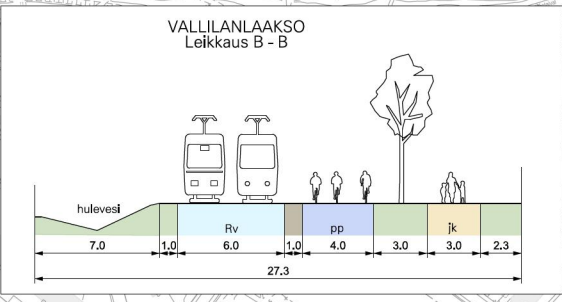 VALLILANLAAKSO
Leikkaus B - B
hulevesi
Rv
pp
jk
7.0
1.0
6.0
1.0
4.0
3.0
3.0
2.3
27.3